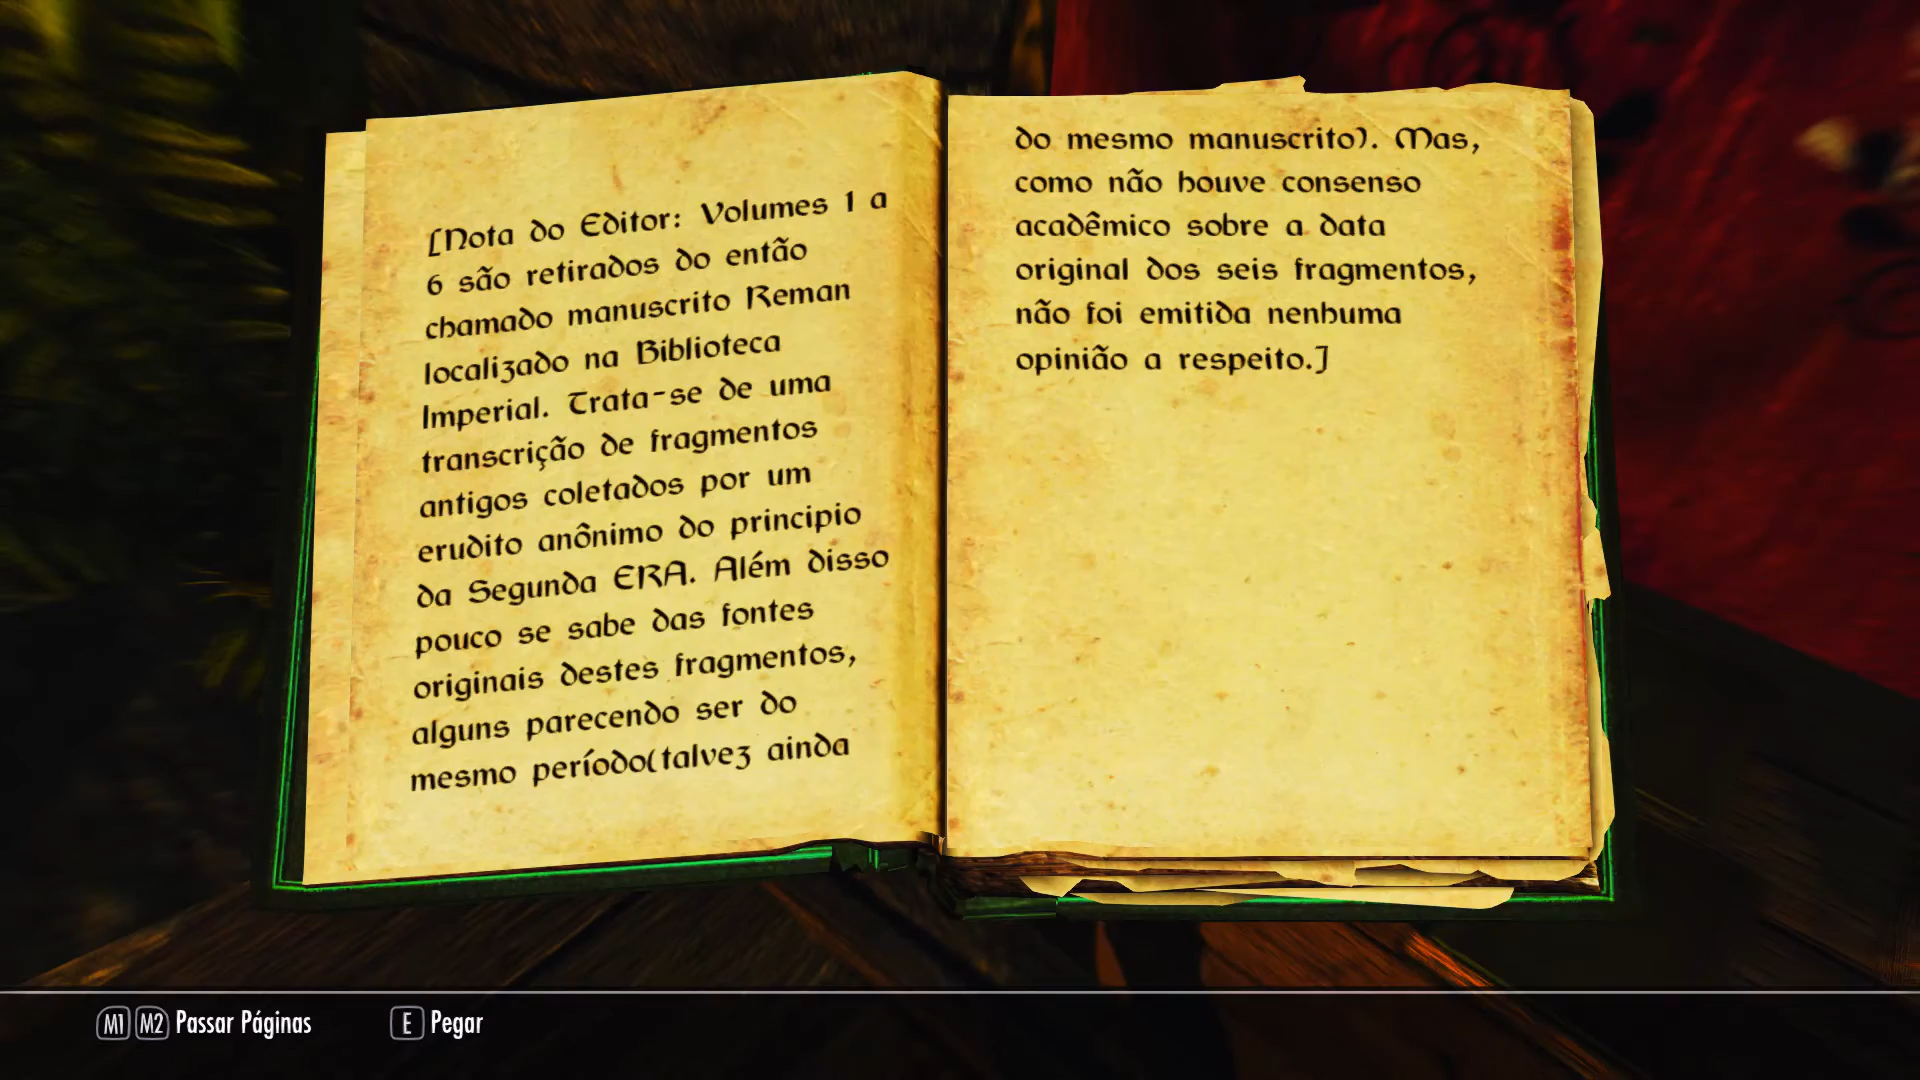 [Nota do Editor: Volumes 1 a
6 são retirados do então
chamado manuscrito Reman
localizado na Biblioteca
Imperial. Trata-se de uma
transcrição de fragmentos
antigos coletados por um
erudito anônimo do principio
da Segunda ERA. Além disso
pouco se sabe das fontes
originais destes fragmentos,
alguns parecendo ser do
mesmo período(talvez ainda
do mesmo manuscrito). Mas,
como não houve consenso
acadêmico sobre a data
original dos seis fragmentos,
não foi emitida nenhuma
opinião a respeito.]
M1 M2 Passar Páginas E Pegar